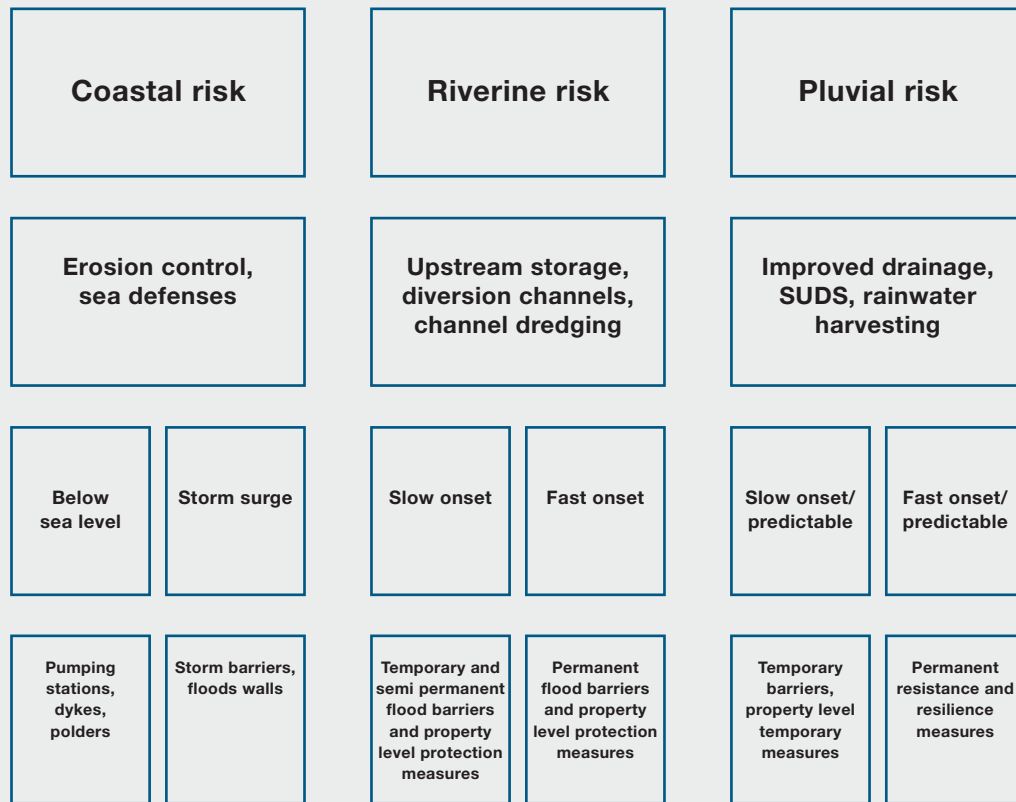 Coastal risk
Riverine risk
Pluvial risk
Erosion control,
sea defenses
Upstream storage,
diversion channels,
channel dredging
Improved drainage,
SUDS, rainwater
harvesting
Below
sea level
Storm surge
Slow onset
Fast onset
Slow onset/
predictable
Fast onset/
predictable
Pumping
stations,
dykes,
polders
Storm barriers,
floods walls
Temporary and
semi permanent
flood barriers
and property
level protection
measures
Permanent
flood barriers
and property
level protection
measures
Temporary
barriers,
property level
temporary
measures
Permanent
resistance and
resilience
measures